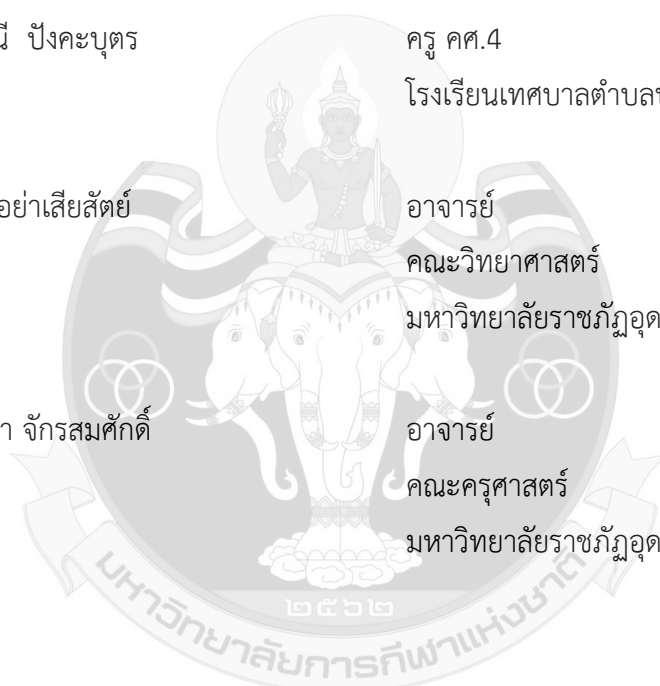 ปังคะบุตร ครู คศ.4
โรงเรียนเทศบาลตำบล
อย่าเสียสัตย์ อาจารย์
คณะวิทยาศาสตร์
มหาวิทยาลัยราชภัฏอุด
จักรสมศักดิ์ อาจารย์
คณะครุศาสตร์
มหาวิทยาลัยราชภัฏอุด
๒๕๖๒
มหาวิทยาลัยการกีฬาแห่งชาติ